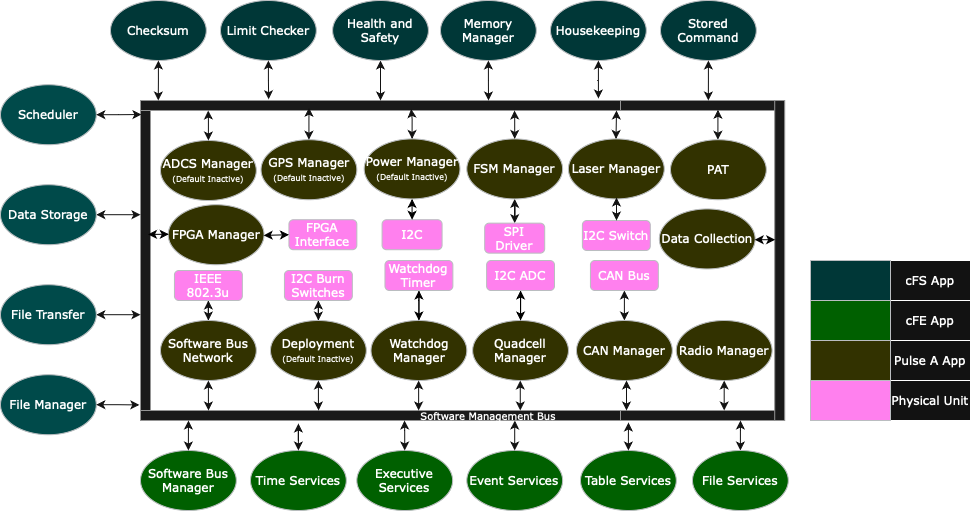 Checksum
Limit Checker
Health and
Safety
Memory
Manager
Housekeeping
Stored
Command
Scheduler
Data Storage
File Transfer
File Manager
ADCS Manager
(Default Inactive)
GPS Manager
(Default Inactive)
Power Manager
(Default Inactive)
FSM Manager
Laser Manager
PAT
FPGA Manager
FPGA
Interface
I2C
SPI
Driver
I2C Switch
Data Collection
IEEE
802.3u
I2C Burn
Switches
Watchdog
Timer
I2C ADC
CAN Bus
Software Bus
Network
Deployment
(Default Inactive)
Watchdog
Manager
Quadcell
Manager
CAN Manager
Radio Manager
Software Management Bus
Software Bus
Manager
Time Services
Executive
Services
Event Services
Table Services
File Services
cFS App
cFE App
Pulse A App
Physical Unit